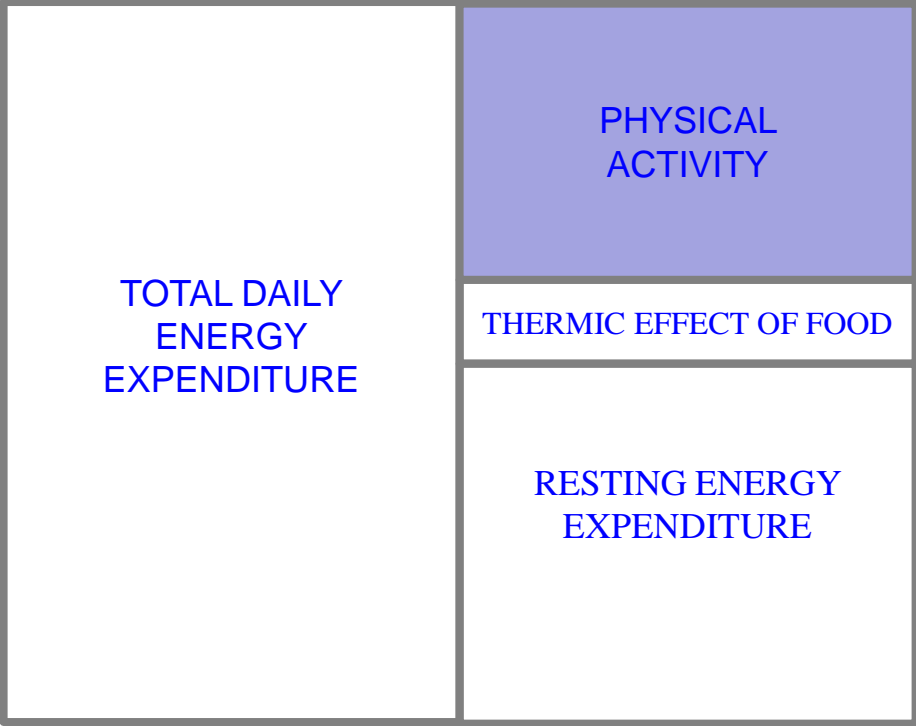 TOTAL DAILY
ENERGY
EXPENDITURE
PHYSICAL
ACTIVITY
THERMIC EFFECT OF FOOD
RESTING ENERGY
EXPENDITURE